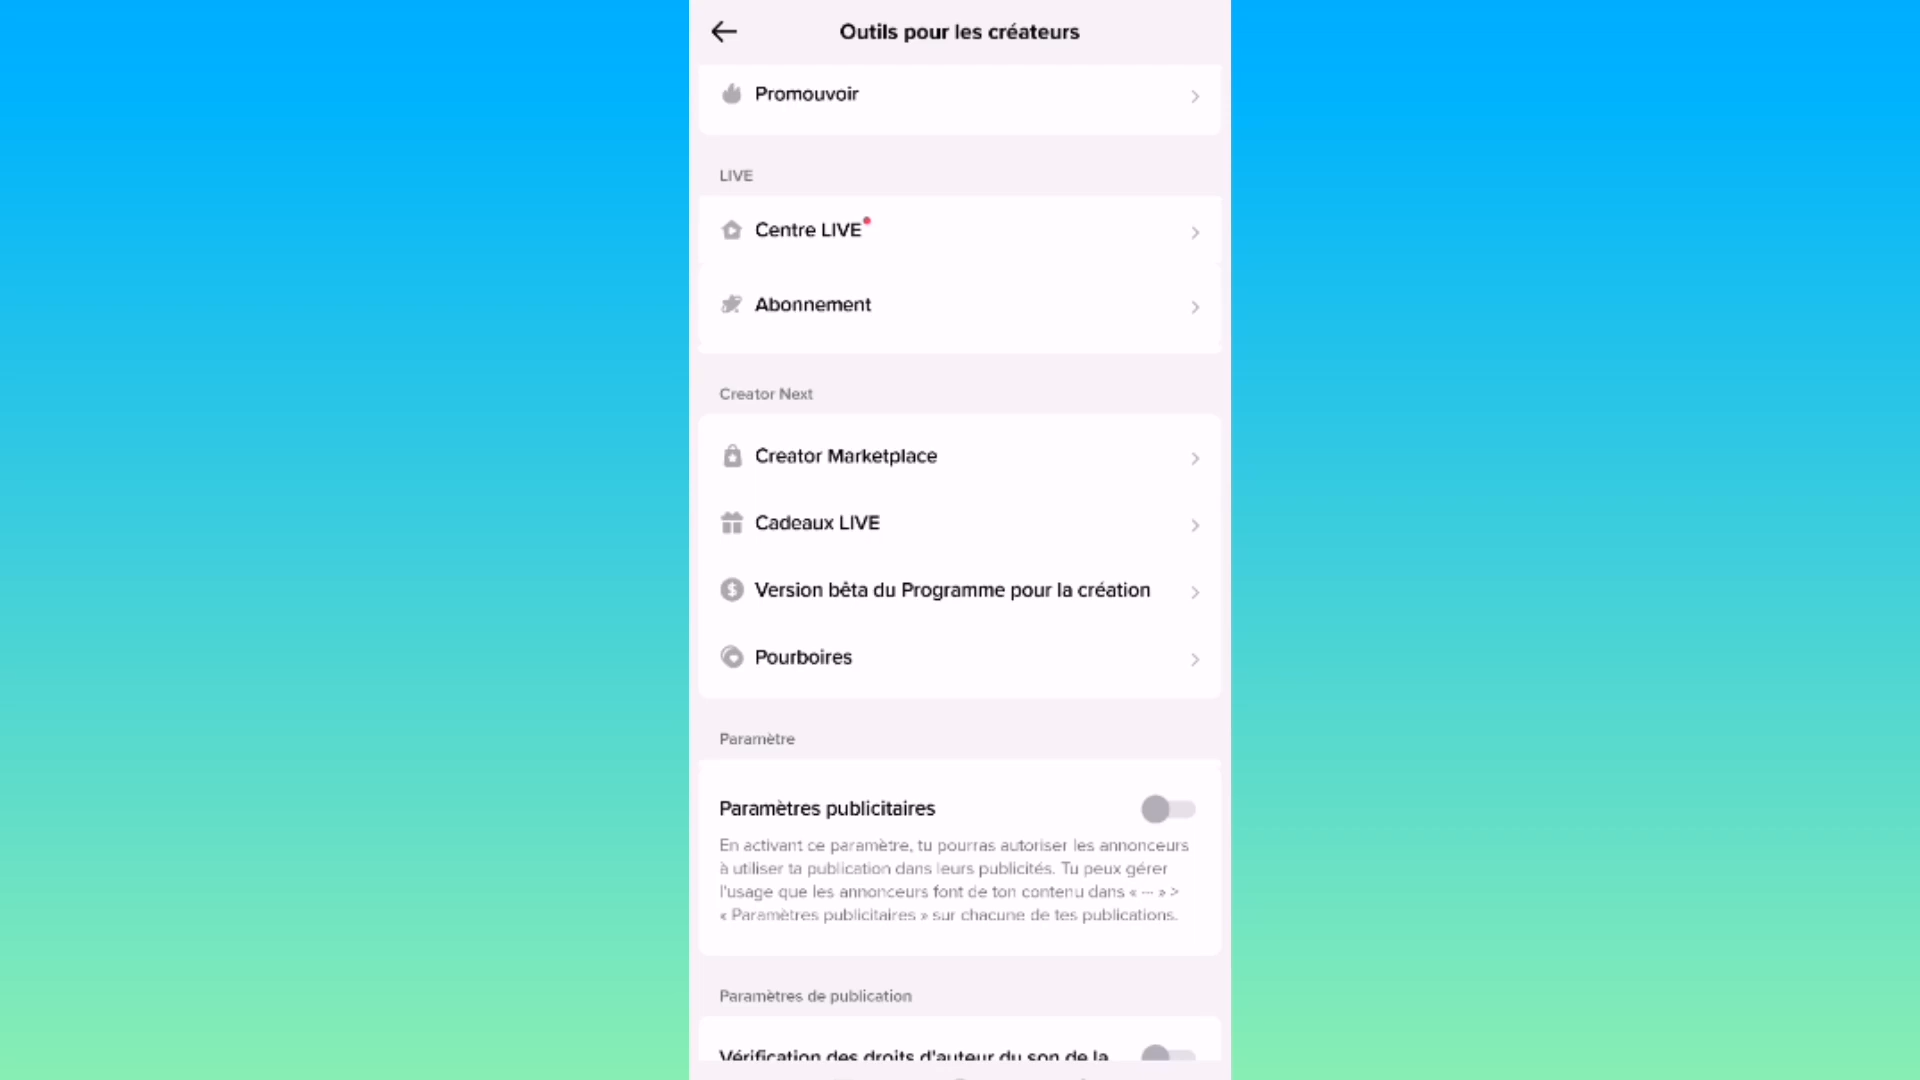 Outils pour les créateurs
Promouvoir
LIVE
Centre LIVE
Abonnement
Creator Next
Creator Marketplace
Cadeaux LIVE
Version bêta du Programme pour la création
Pourboires
Paramètre
Paramètres publicitaires
En activant ce paramètre, tu pourras autoriser les annonceurs
à utiliser ta publication dans leurs publicités. Tu peux gérer
l'usage que les annonceurs font de ton contenu dans « ··· » >
« Paramètres publicitaires » sur chacune de tes publications.
Paramètres de publication
Vérification des droits d'auteur du son de la